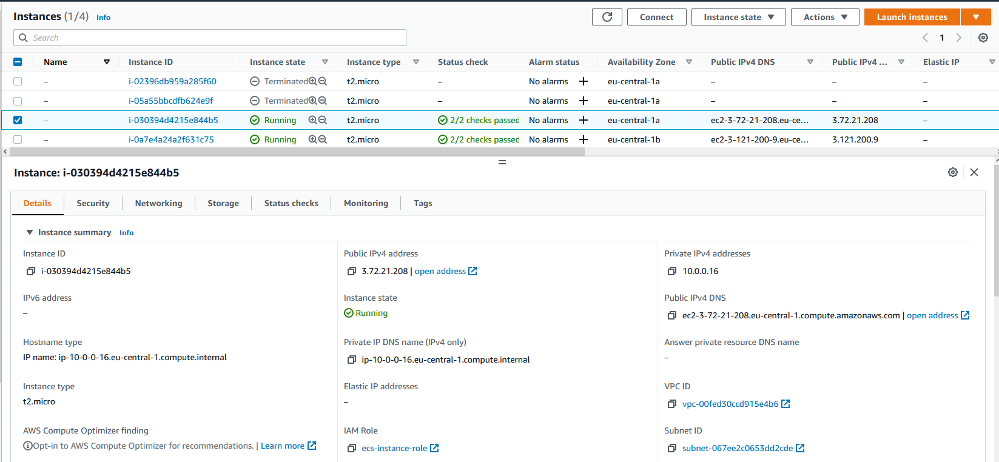 Instances (1/4) Info Connect Instance state Actions Launch instances
Search 1
Name Instance ID Instance state Instance type Status check Alarm status Availability Zone Public IPv4 DNS Public IPv4 ... Elastic IP
– i-02396db959a285f60 Terminated t2.micro – No alarms + eu-central-1a – – –
– i-05a55bbcdfb624e9f Terminated t2.micro – No alarms + eu-central-1a – – –
– i-030394d4215e844b5 Running t2.micro 2/2 checks passed No alarms + eu-central-1a ec2-3-72-21-208.eu-ce... 3.72.21.208 –
– i-0a7e4a24a2f631c75 Running t2.micro 2/2 checks passed No alarms + eu-central-1b ec2-3-121-200-9.eu-ce... 3.121.200.9 –
Instance: i-030394d4215e844b5
Details Security Networking Storage Status checks Monitoring Tags
Instance summary Info
Instance ID Public IPv4 address Private IPv4 addresses
i-030394d4215e844b5 3.72.21.208 | open address 10.0.0.16
IPv6 address Instance state Public IPv4 DNS
– Running ec2-3-72-21-208.eu-central-1.compute.amazonaws.com | open address
Hostname type Private IP DNS name (IPv4 only) Answer private resource DNS name
IP name: ip-10-0-0-16.eu-central-1.compute.internal ip-10-0-0-16.eu-central-1.compute.internal –
Instance type Elastic IP addresses VPC ID
t2.micro – vpc-00fed30ccd915e4b6
AWS Compute Optimizer finding IAM Role Subnet ID
Opt-in to AWS Compute Optimizer for recommendations. | Learn more ecs-instance-role subnet-067ee2c0653dd2cde